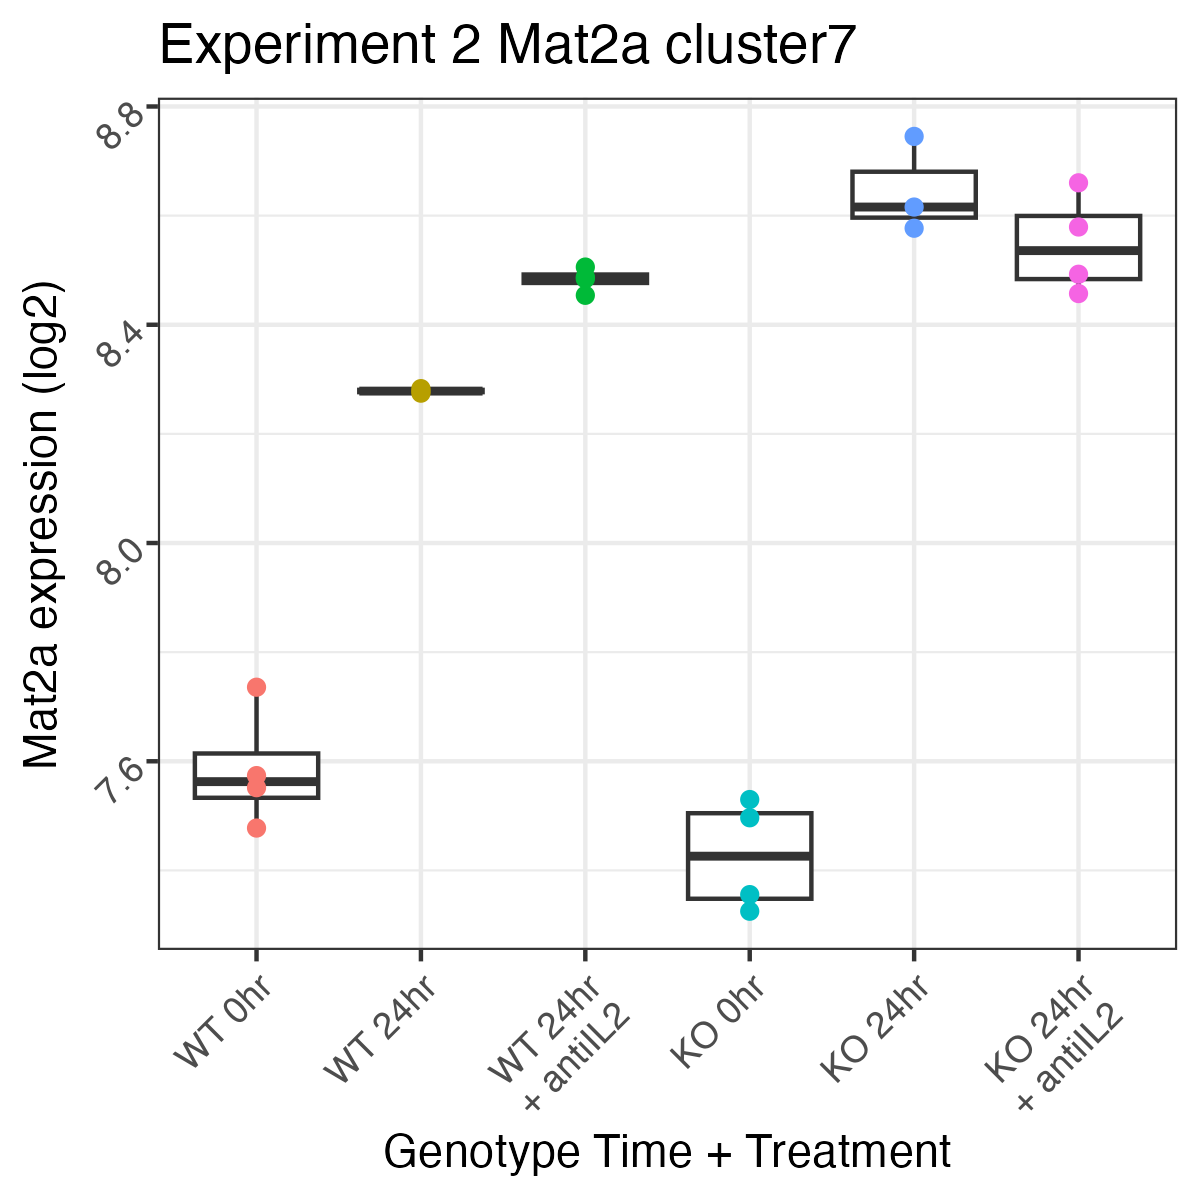 Experiment 2 Mat2a cluster7
Mat2a expression (log2)
8.8
8.4
8.0
7.6
WT 0hr
WT 24hr
WT 24hr
+ antiIL2
KO 0hr
KO 24hr
KO 24hr
+ antiIL2
Genotype Time + Treatment